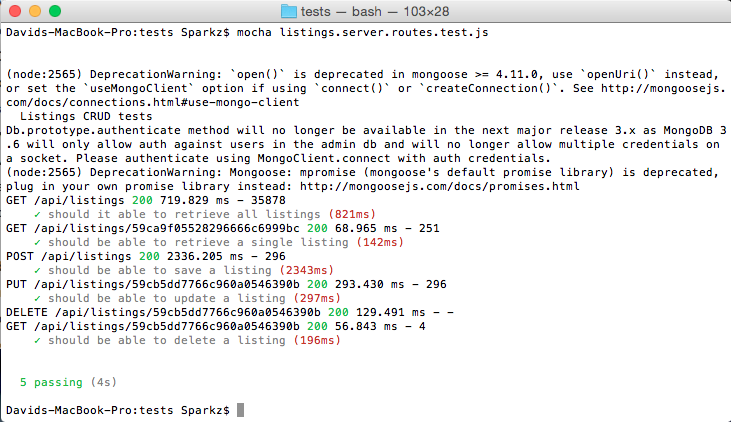 tests — bash — 103×28
Davids-MacBook-Pro:tests Sparkz$ mocha listings.server.routes.test.js
(node:2565) DeprecationWarning: `open()` is deprecated in mongoose >= 4.11.0, use `openUri()` instead,
or set the `useMongoClient` option if using `connect()` or `createConnection()`. See http://mongoosejs.
com/docs/connections.html#use-mongo-client
Listings CRUD tests
Db.prototype.authenticate method will no longer be available in the next major release 3.x as MongoDB 3
.6 will only allow auth against users in the admin db and will no longer allow multiple credentials on
a socket. Please authenticate using MongoClient.connect with auth credentials.
(node:2565) DeprecationWarning: Mongoose: mpromise (mongoose's default promise library) is deprecated,
plug in your own promise library instead: http://mongoosejs.com/docs/promises.html
GET /api/listings 200 719.829 ms - 35878
✓ should it able to retrieve all listings (821ms)
GET /api/listings/59ca9f05528296666c6999bc 200 68.965 ms - 251
✓ should be able to retrieve a single listing (142ms)
POST /api/listings 200 2336.205 ms - 296
✓ should be able to save a listing (2343ms)
PUT /api/listings/59cb5dd7766c960a0546390b 200 293.430 ms - 296
✓ should be able to update a listing (297ms)
DELETE /api/listings/59cb5dd7766c960a0546390b 200 129.491 ms - -
GET /api/listings/59cb5dd7766c960a0546390b 200 56.843 ms - 4
✓ should be able to delete a listing (196ms)
5 passing (4s)
Davids-MacBook-Pro:tests Sparkz$